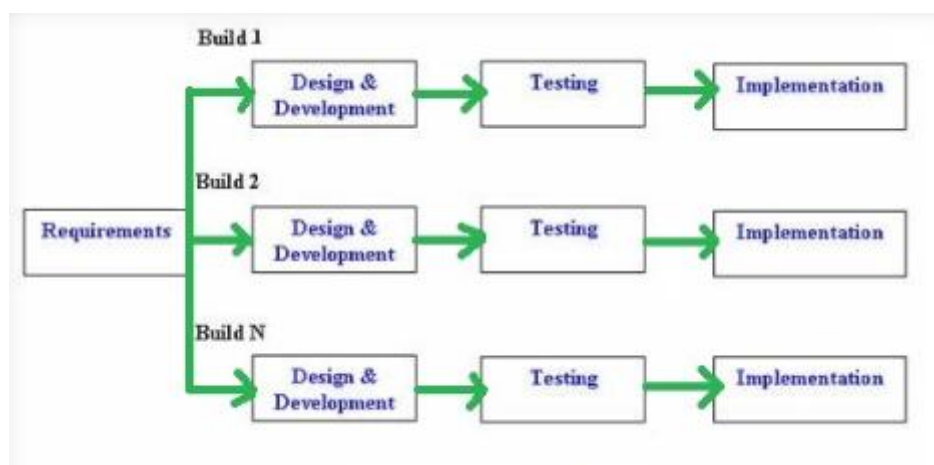 Build 1
Design &
Development
Testing
Implementation
Build 2
Requirements
Design &
Development
Testing
Implementation
Build N
Design &
Development
Testing
Implementation